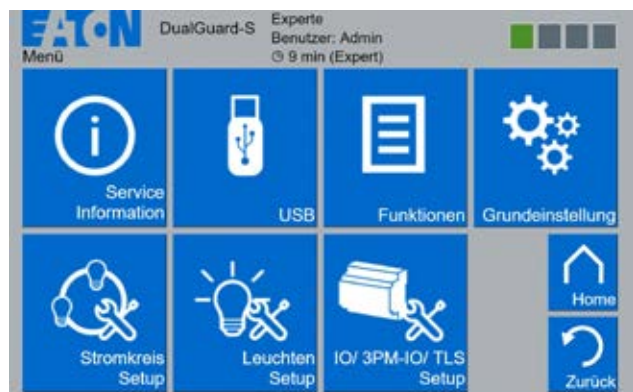 EATON
DualGuard-S
Experte
Benutzer: Admin
9 min (Expert)
Menü
Service
Information
USB
Funktionen
Grundeinstellung
Stromkreis
Setup
Leuchten
Setup
IO/ 3PM-IO/ TLS
Setup
Home
Zurück